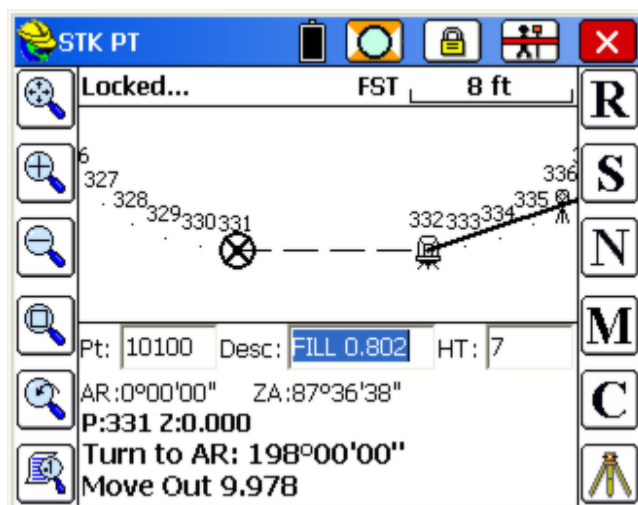 STK PT
Locked... FST 8 ft
R
S
N
M
C
6
327
328
329
330
331
332
333
334
335
336
Pt: 10100 Desc: FILL 0.802 HT: 7
AR:0°00'00" ZA:87°36'38"
P:331 Z:0.000
Turn to AR: 198°00'00"
Move Out 9.978